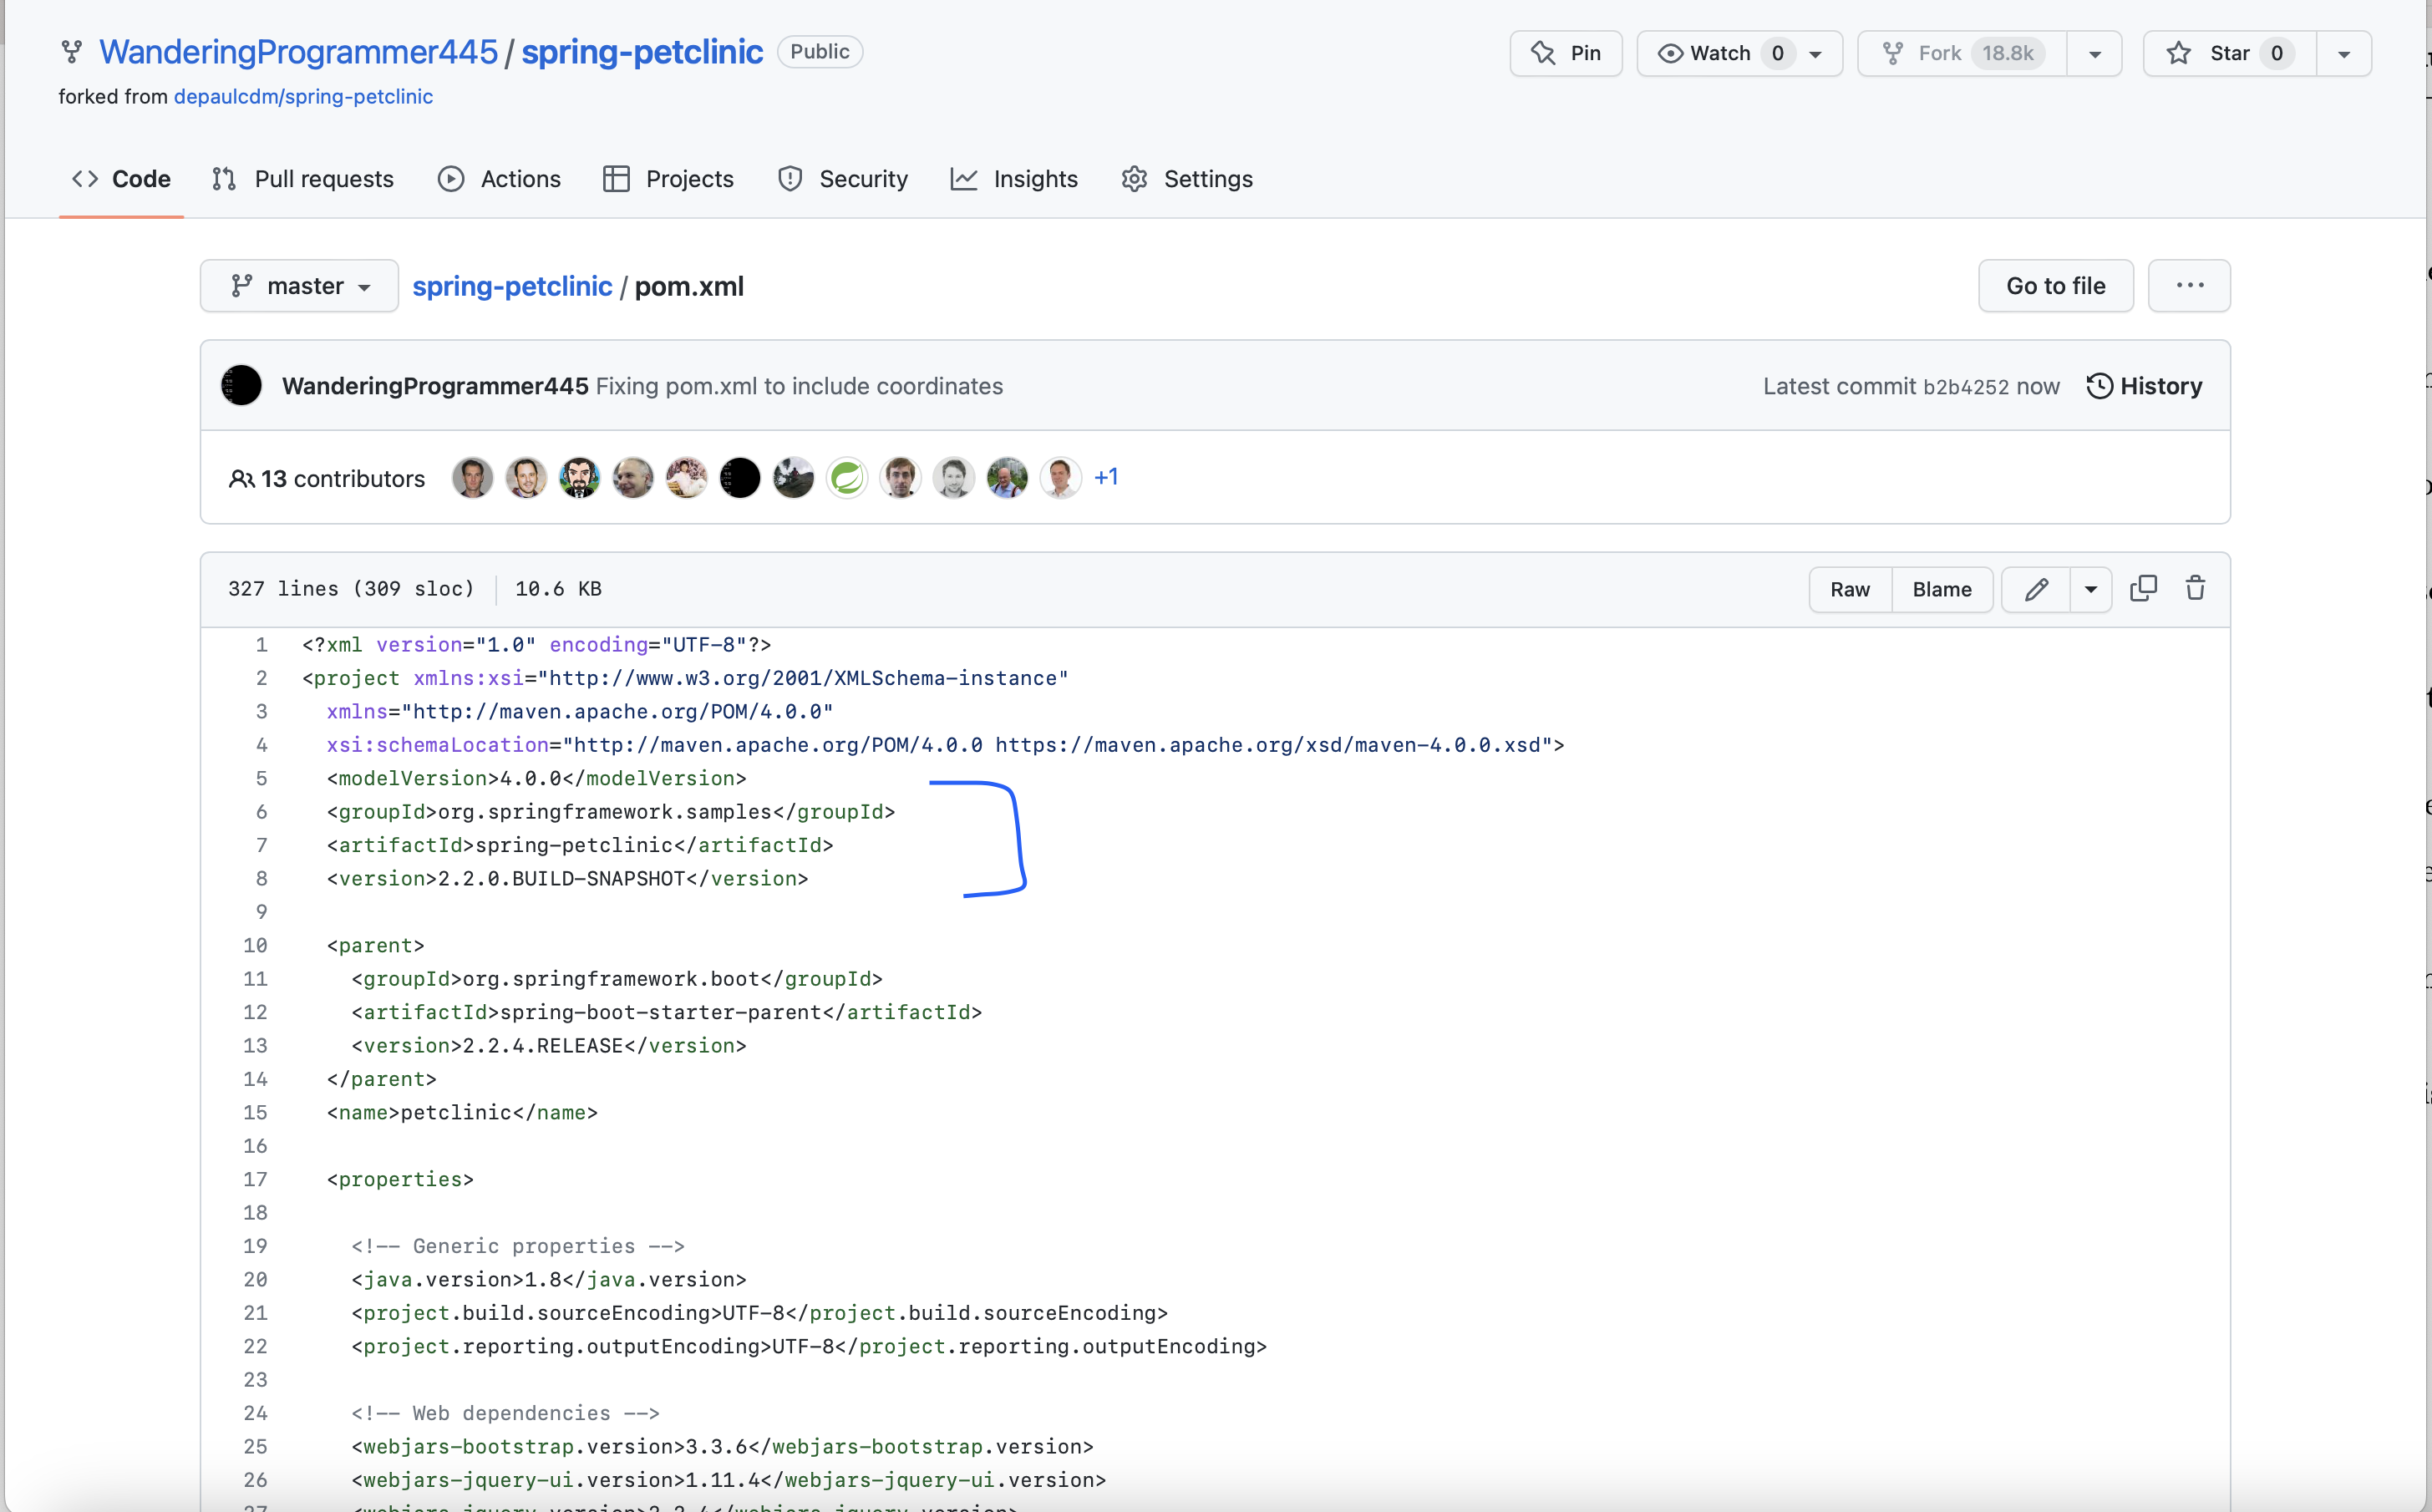 WanderingProgrammer445 / spring-petclinic Public
Pin Watch 0 Fork 18.8k Star 0
forked from depaulcdm/spring-petclinic
Code Pull requests Actions Projects Security Insights Settings
master spring-petclinic / pom.xml Go to file ...
WanderingProgrammer445 Fixing pom.xml to include coordinates Latest commit b2b4252 now History
13 contributors +1
327 lines (309 sloc) 10.6 KB Raw Blame
1 <?xml version="1.0" encoding="UTF-8"?>
2 <project xmlns:xsi="http://www.w3.org/2001/XMLSchema-instance"
3 xmlns="http://maven.apache.org/POM/4.0.0"
4 xsi:schemaLocation="http://maven.apache.org/POM/4.0.0 https://maven.apache.org/xsd/maven-4.0.0.xsd">
5 <modelVersion>4.0.0</modelVersion>
6 <groupId>org.springframework.samples</groupId>
7 <artifactId>spring-petclinic</artifactId>
8 <version>2.2.0.BUILD-SNAPSHOT</version>
9
10 <parent>
11 <groupId>org.springframework.boot</groupId>
12 <artifactId>spring-boot-starter-parent</artifactId>
13 <version>2.2.4.RELEASE</version>
14 </parent>
15 <name>petclinic</name>
16
17 <properties>
18
19 <!-- Generic properties -->
20 <java.version>1.8</java.version>
21 <project.build.sourceEncoding>UTF-8</project.build.sourceEncoding>
22 <project.reporting.outputEncoding>UTF-8</project.reporting.outputEncoding>
23
24 <!-- Web dependencies -->
25 <webjars-bootstrap.version>3.3.6</webjars-bootstrap.version>
26 <webjars-jquery-ui.version>1.11.4</webjars-jquery-ui.version>